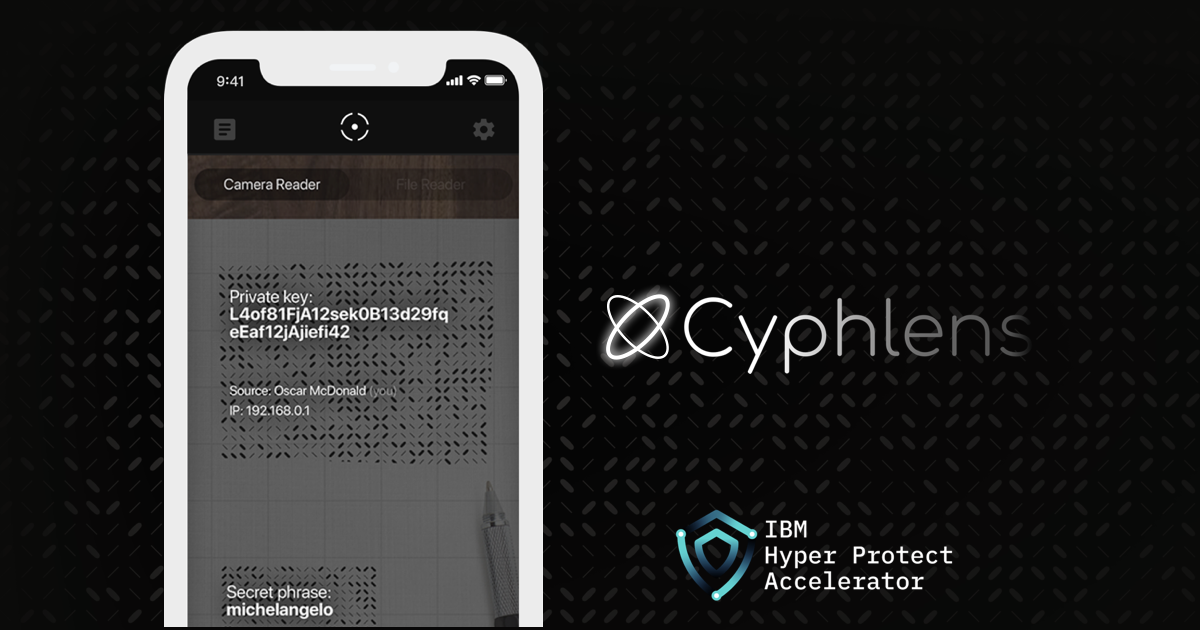 9:41
Camera Reader
File Reader
Private key:
L4of81FjA12sek0B13d29fq
eEaf12jAjiefi42
Source: Oscar McDonald (you)
IP: 192.168.0.1
Secret phrase:
michelangelo
Cyphlens
IBM
Hyper Protect
Accelerator